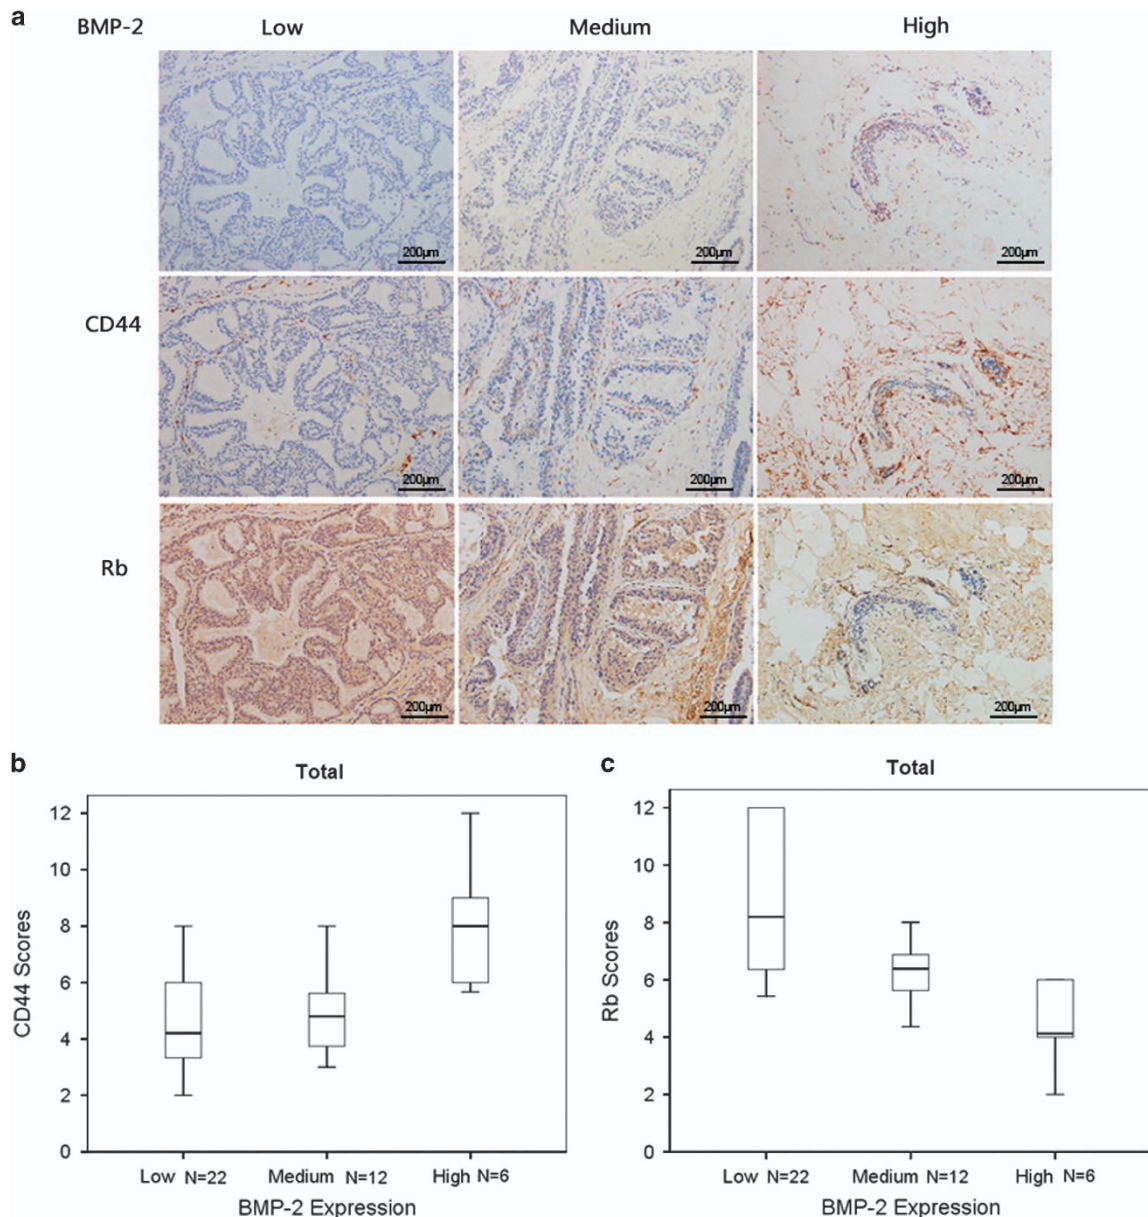 a
BMP-2 Low Medium High
200µm 200µm 200µm
CD44
200µm 200µm 200µm
Rb
200µm 200µm 200µm
b
Total
12
10
8
6
4
2
0
CD44 Scores
Low N=22 Medium N=12 High N=6
BMP-2 Expression
c
Total
12
10
8
6
4
2
0
Rb Scores
Low N=22 Medium N=12 High N=6
BMP-2 Expression